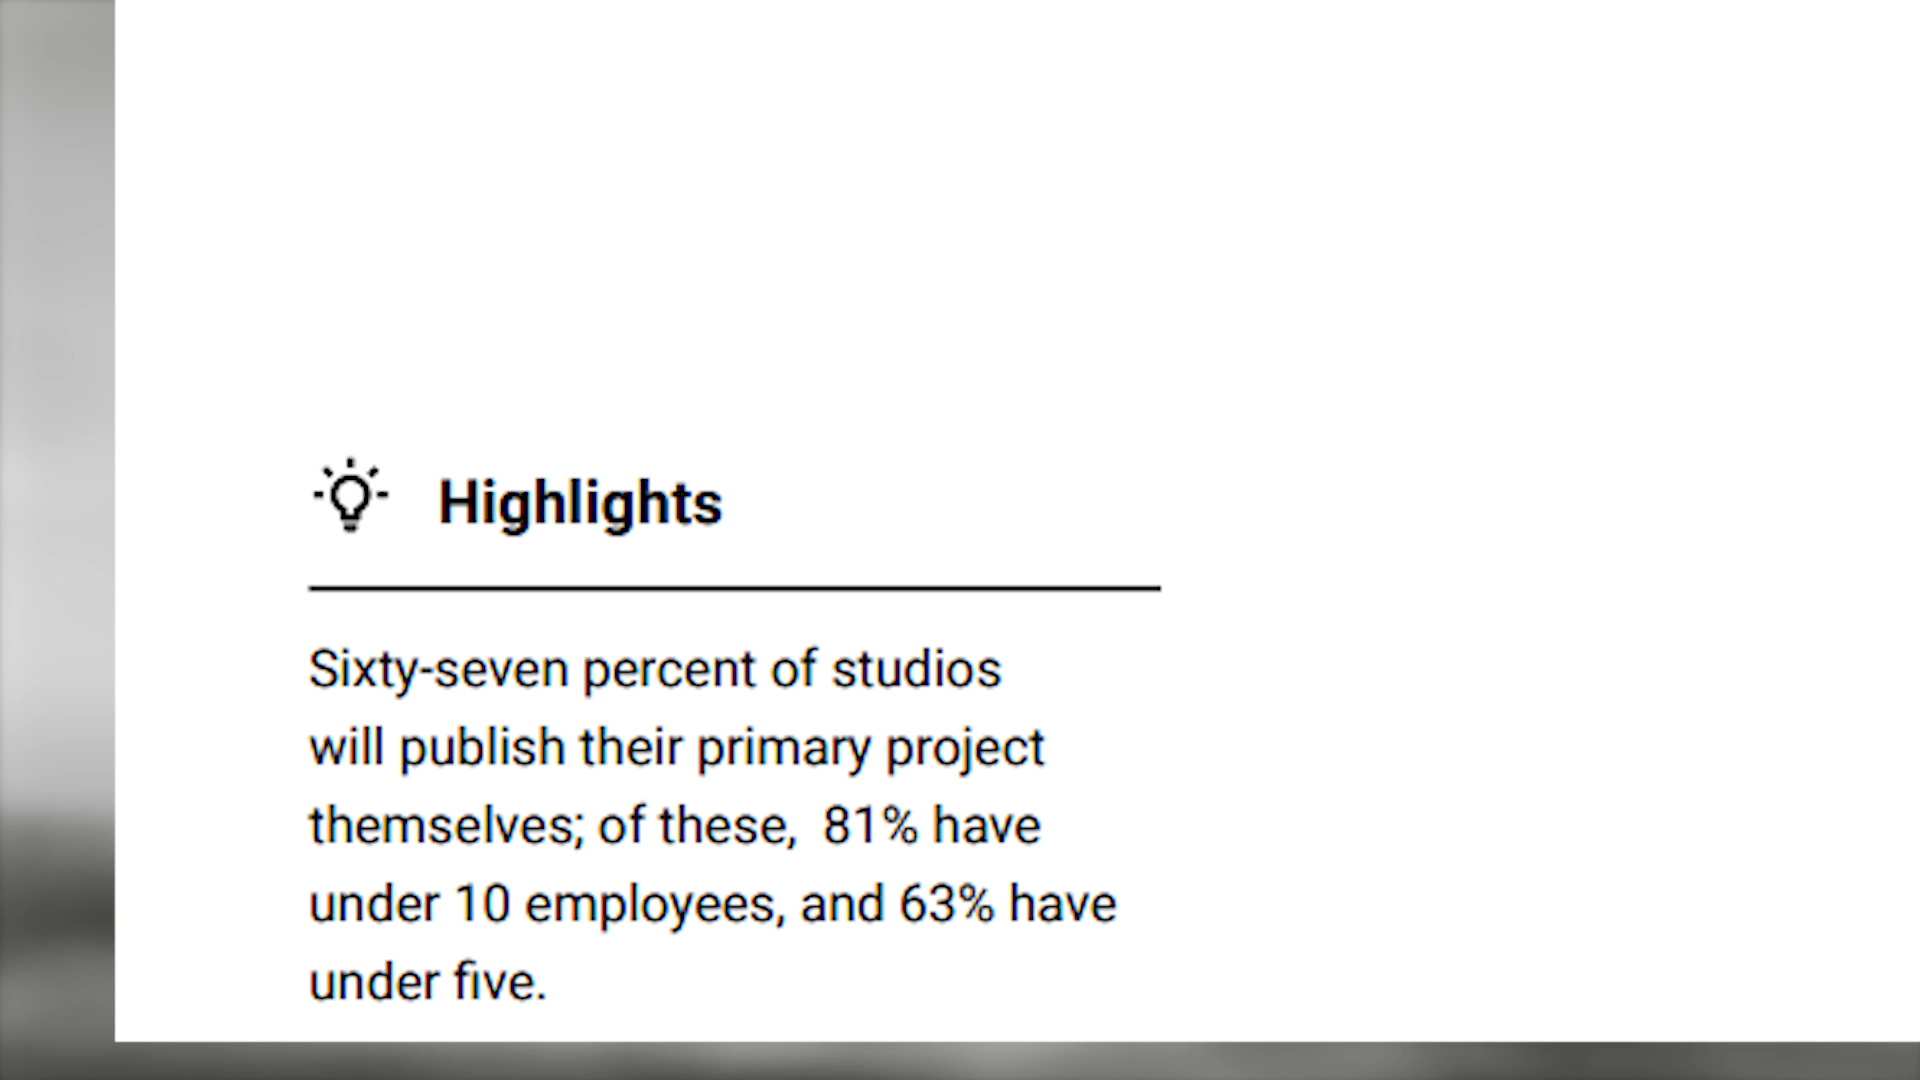 Highlights
Sixty-seven percent of studios
will publish their primary project
themselves; of these,  81% have
under 10 employees, and 63% have
under five.